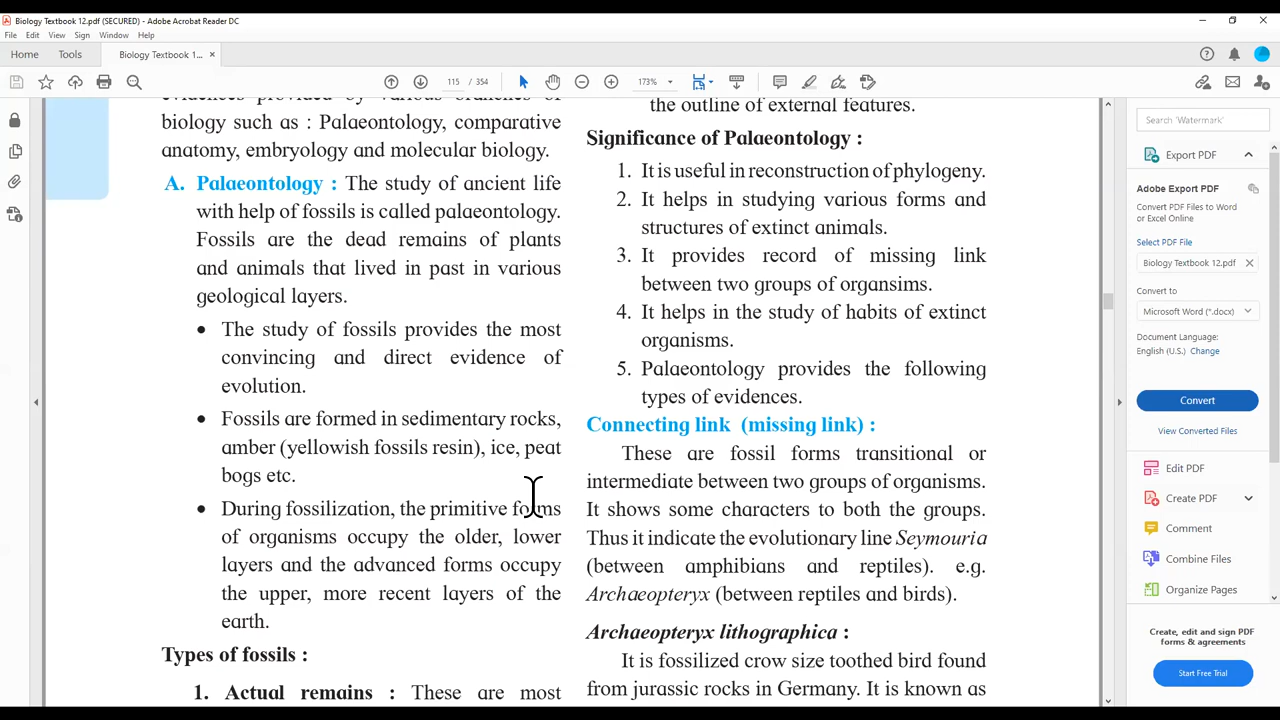 Biology Textbook 12.pdf (SECURED) - Adobe Acrobat Reader DC
File Edit View Sign Window Help
Home Tools Biology Textbook 1... ×
115 / 354 173%
biology such as : Palaeontology, comparative
anatomy, embryology and molecular biology.
A. Palaeontology : The study of ancient life
with help of fossils is called palaeontology.
Fossils are the dead remains of plants
and animals that lived in past in various
geological layers.
• The study of fossils provides the most
convincing and direct evidence of
evolution.
• Fossils are formed in sedimentary rocks,
amber (yellowish fossils resin), ice, peat
bogs etc.
• During fossilization, the primitive forms
of organisms occupy the older, lower
layers and the advanced forms occupy
the upper, more recent layers of the
earth.
Types of fossils :
1. Actual remains : These are most
the outline of external features.
Significance of Palaeontology :
1. It is useful in reconstruction of phylogeny.
2. It helps in studying various forms and
structures of extinct animals.
3. It provides record of missing link
between two groups of organsims.
4. It helps in the study of habits of extinct
organisms.
5. Palaeontology provides the following
types of evidences.
Connecting link (missing link) :
These are fossil forms transitional or
intermediate between two groups of organisms.
It shows some characters to both the groups.
Thus it indicate the evolutionary line Seymouria
(between amphibians and reptiles). e.g.
Archaeopteryx (between reptiles and birds).
Archaeopteryx lithographica :
It is fossilized crow size toothed bird found
from jurassic rocks in Germany. It is known as
Search 'Watermark'
Export PDF
Adobe Export PDF
Convert PDF Files to Word
or Excel Online
Select PDF File
Biology Textbook 12.pdf ×
Convert to
Microsoft Word (*.docx)
Document Language:
English (U.S.) Change
Convert
View Converted Files
Edit PDF
Create PDF
Comment
Combine Files
Organize Pages
Create, edit and sign PDF
forms & agreements
Start Free Trial